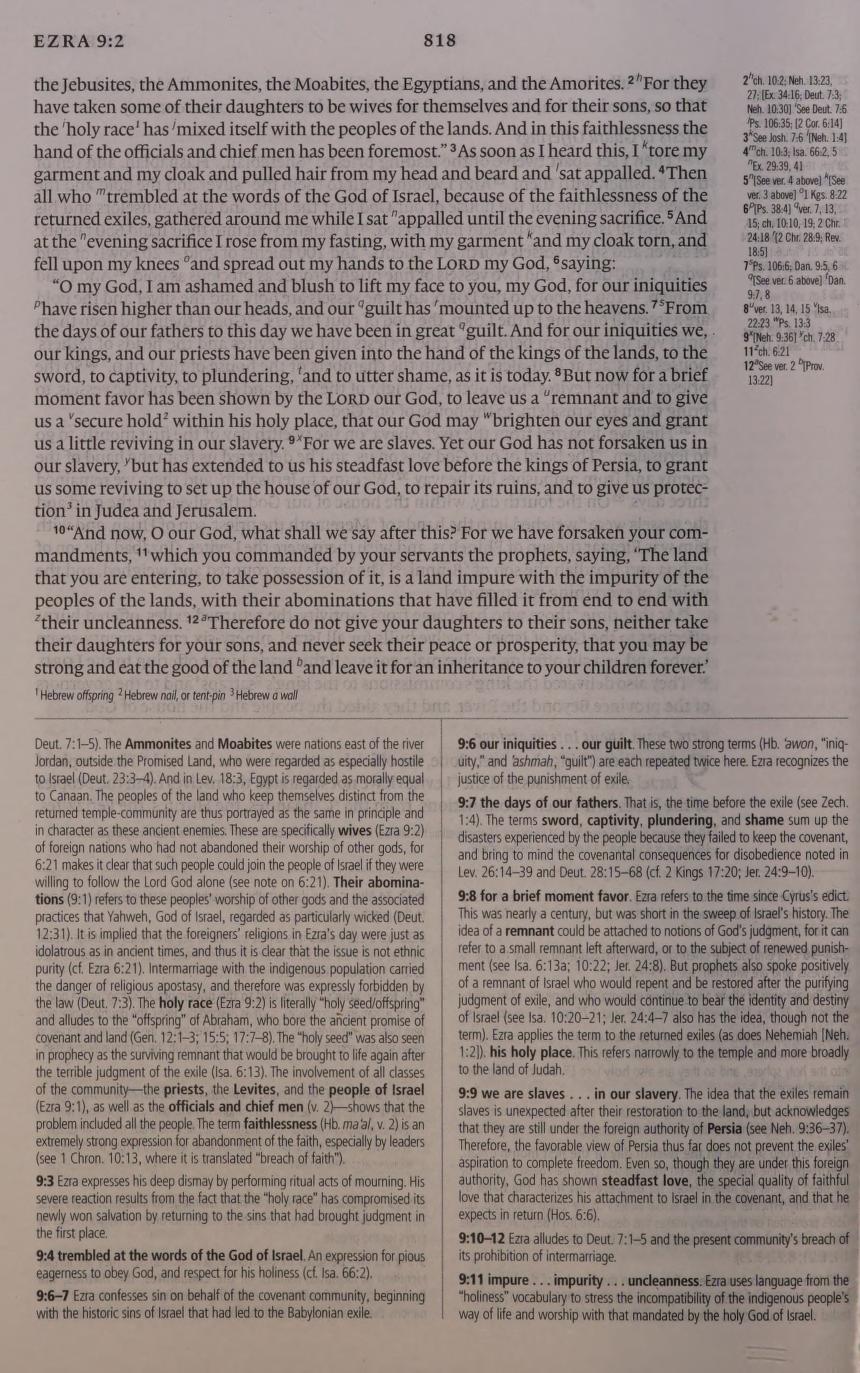 EZRA 9:2
818
the Jebusites, the Ammonites, the Moabites, the Egyptians, and the Amorites. 2 hFor they
have taken some of their daughters to be wives for themselves and for their sons, so that
the iholy race' has jmixed itself with the peoples of the lands. And in this faithlessness the
hand of the officials and chief men has been foremost.” 3 As soon as I heard this, I ktore my
garment and my cloak and pulled hair from my head and beard and lsat appalled. 4 Then
all who mtrembled at the words of the God of Israel, because of the faithlessness of the
returned exiles, gathered around me while I sat nappalled until the evening sacrifice. 5 And
at the nevening sacrifice I rose from my fasting, with my garment kand my cloak torn, and
fell upon my knees oand spread out my hands to the LORD my God, 6 saying:
“O my God, I am ashamed and blush to lift my face to you, my God, for our iniquities
phave risen higher than our heads, and our qguilt has rmounted up to the heavens. 7 sFrom
the days of our fathers to this day we have been in great qguilt. And for our iniquities we,
our kings, and our priests have been given into the hand of the kings of the lands, to the
sword, to captivity, to plundering, tand to utter shame, as it is today. 8 But now for a brief
moment favor has been shown by the LORD our God, to leave us a uremnant and to give
us a vsecure hold2 within his holy place, that our God may wbrighten our eyes and grant
us a little reviving in our slavery. 9 xFor we are slaves. Yet our God has not forsaken us in
our slavery, ybut has extended to us his steadfast love before the kings of Persia, to grant
us some reviving to set up the house of our God, to repair its ruins, and to give us protec-
tion3 in Judea and Jerusalem.
10 “And now, O our God, what shall we say after this? For we have forsaken your com-
mandments, 11 which you commanded by your servants the prophets, saying, ‘The land
that you are entering, to take possession of it, is a land impure with the impurity of the
peoples of the lands, with their abominations that have filled it from end to end with
ztheir uncleanness. 12 aTherefore do not give your daughters to their sons, neither take
their daughters for your sons, and never seek their peace or prosperity, that you may be
strong and eat the good of the land band leave it for an inheritance to your children forever.’
1 Hebrew offspring 2 Hebrew nail, or tent-pin 3 Hebrew a wall
2 hch. 10:2; Neh. 13:23,
27; [Ex. 34:16; Deut. 7:3;
Neh. 10:30] iSee Deut. 7:6
jPs. 106:35; [2 Cor. 6:14]
3 kSee Josh. 7:6 l[Neh. 1:4]
4 mch. 10:3; Isa. 66:2, 5
nEx. 29:39, 41
5 n[See ver. 4 above] k[See
ver. 3 above] o1 Kgs. 8:22
6 p[Ps. 38:4] qver. 7, 13,
15; ch. 10:10, 19; 2 Chr.
24:18 r[2 Chr. 28:9; Rev.
18:5]
7 sPs. 106:6; Dan. 9:5, 6
q[See ver. 6 above] tDan.
9:7, 8
8 uver. 13, 14, 15 vIsa.
22:23 wPs. 13:3
9 x[Neh. 9:36] ych. 7:28
11 zch. 6:21
12 aSee ver. 2 b[Prov.
13:22]
Deut. 7:1–5). The Ammonites and Moabites were nations east of the river
Jordan, outside the Promised Land, who were regarded as especially hostile
to Israel (Deut. 23:3–4). And in Lev. 18:3, Egypt is regarded as morally equal
to Canaan. The peoples of the land who keep themselves distinct from the
returned temple-community are thus portrayed as the same in principle and
in character as these ancient enemies. These are specifically wives (Ezra 9:2)
of foreign nations who had not abandoned their worship of other gods, for
6:21 makes it clear that such people could join the people of Israel if they were
willing to follow the Lord God alone (see note on 6:21). Their abomina-
tions (9:1) refers to these peoples' worship of other gods and the associated
practices that Yahweh, God of Israel, regarded as particularly wicked (Deut.
12:31). It is implied that the foreigners' religions in Ezra's day were just as
idolatrous as in ancient times, and thus it is clear that the issue is not ethnic
purity (cf. Ezra 6:21). Intermarriage with the indigenous population carried
the danger of religious apostasy, and therefore was expressly forbidden by
the law (Deut. 7:3). The holy race (Ezra 9:2) is literally “holy seed/offspring”
and alludes to the “offspring” of Abraham, who bore the ancient promise of
covenant and land (Gen. 12:1–3; 15:5; 17:7–8). The “holy seed” was also seen
in prophecy as the surviving remnant that would be brought to life again after
the terrible judgment of the exile (Isa. 6:13). The involvement of all classes
of the community—the priests, the Levites, and the people of Israel
(Ezra 9:1), as well as the officials and chief men (v. 2)—shows that the
problem included all the people. The term faithlessness (Hb. ma'al, v. 2) is an
extremely strong expression for abandonment of the faith, especially by leaders
(see 1 Chron. 10:13, where it is translated “breach of faith”).
9:3 Ezra expresses his deep dismay by performing ritual acts of mourning. His
severe reaction results from the fact that the “holy race” has compromised its
newly won salvation by returning to the sins that had brought judgment in
the first place.
9:4 trembled at the words of the God of Israel. An expression for pious
eagerness to obey God, and respect for his holiness (cf. Isa. 66:2).
9:6–7 Ezra confesses sin on behalf of the covenant community, beginning
with the historic sins of Israel that had led to the Babylonian exile.
9:6 our iniquities . . . our guilt. These two strong terms (Hb. 'awon, “iniq-
uity,” and 'ashmah, “guilt”) are each repeated twice here. Ezra recognizes the
justice of the punishment of exile.
9:7 the days of our fathers. That is, the time before the exile (see Zech.
1:4). The terms sword, captivity, plundering, and shame sum up the
disasters experienced by the people because they failed to keep the covenant,
and bring to mind the covenantal consequences for disobedience noted in
Lev. 26:14–39 and Deut. 28:15–68 (cf. 2 Kings 17:20; Jer. 24:9–10).
9:8 for a brief moment favor. Ezra refers to the time since Cyrus's edict.
This was nearly a century, but was short in the sweep of Israel's history. The
idea of a remnant could be attached to notions of God's judgment, for it can
refer to a small remnant left afterward, or to the subject of renewed punish-
ment (see Isa. 6:13a; 10:22; Jer. 24:8). But prophets also spoke positively
of a remnant of Israel who would repent and be restored after the purifying
judgment of exile, and who would continue to bear the identity and destiny
of Israel (see Isa. 10:20–21; Jer. 24:4–7 also has the idea, though not the
term). Ezra applies the term to the returned exiles (as does Nehemiah [Neh.
1:2]). his holy place. This refers narrowly to the temple and more broadly
to the land of Judah.
9:9 we are slaves . . . in our slavery. The idea that the exiles remain
slaves is unexpected after their restoration to the land, but acknowledges
that they are still under the foreign authority of Persia (see Neh. 9:36–37).
Therefore, the favorable view of Persia thus far does not prevent the exiles'
aspiration to complete freedom. Even so, though they are under this foreign
authority, God has shown steadfast love, the special quality of faithful
love that characterizes his attachment to Israel in the covenant, and that he
expects in return (Hos. 6:6).
9:10–12 Ezra alludes to Deut. 7:1–5 and the present community's breach of
its prohibition of intermarriage.
9:11 impure . . . impurity . . . uncleanness. Ezra uses language from the
“holiness” vocabulary to stress the incompatibility of the indigenous people's
way of life and worship with that mandated by the holy God of Israel.